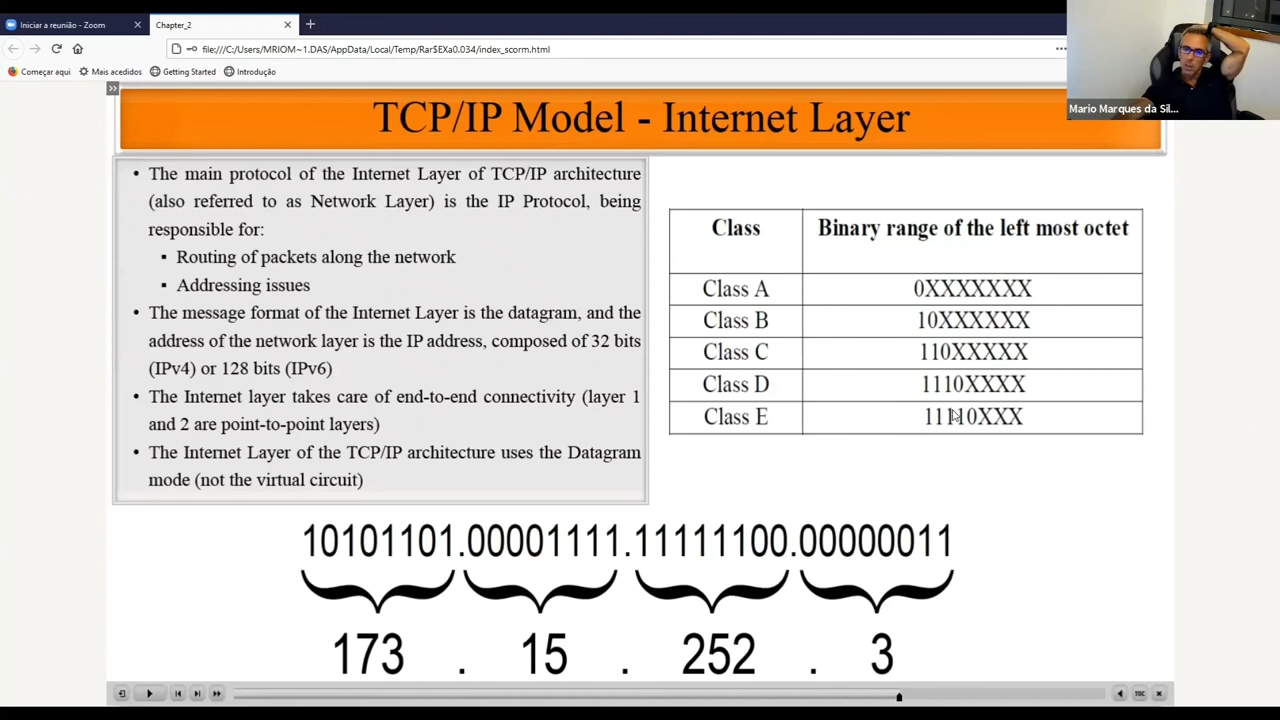 Iniciar a reunião - Zoom
Chapter_2
file:///C:/Users/MRIOM~1.DAS/AppData/Local/Temp/Rar$EXa0.034/index_scorm.html
Começar aqui
Mais acedidos
Getting Started
Introdução
Mario Marques da Sil...
TCP/IP Model - Internet Layer
• The main protocol of the Internet Layer of TCP/IP architecture
(also referred to as Network Layer) is the IP Protocol, being
responsible for:
▪ Routing of packets along the network
▪ Addressing issues
• The message format of the Internet Layer is the datagram, and the
address of the network layer is the IP address, composed of 32 bits
(IPv4) or 128 bits (IPv6)
• The Internet layer takes care of end-to-end connectivity (layer 1
and 2 are point-to-point layers)
• The Internet Layer of the TCP/IP architecture uses the Datagram
mode (not the virtual circuit)
Class Binary range of the left most octet
Class A 0XXXXXXX
Class B 10XXXXXX
Class C 110XXXXX
Class D 1110XXXX
Class E 11110XXX
10101101.00001111.11111100.00000011
173 . 15 . 252 . 3
TOC